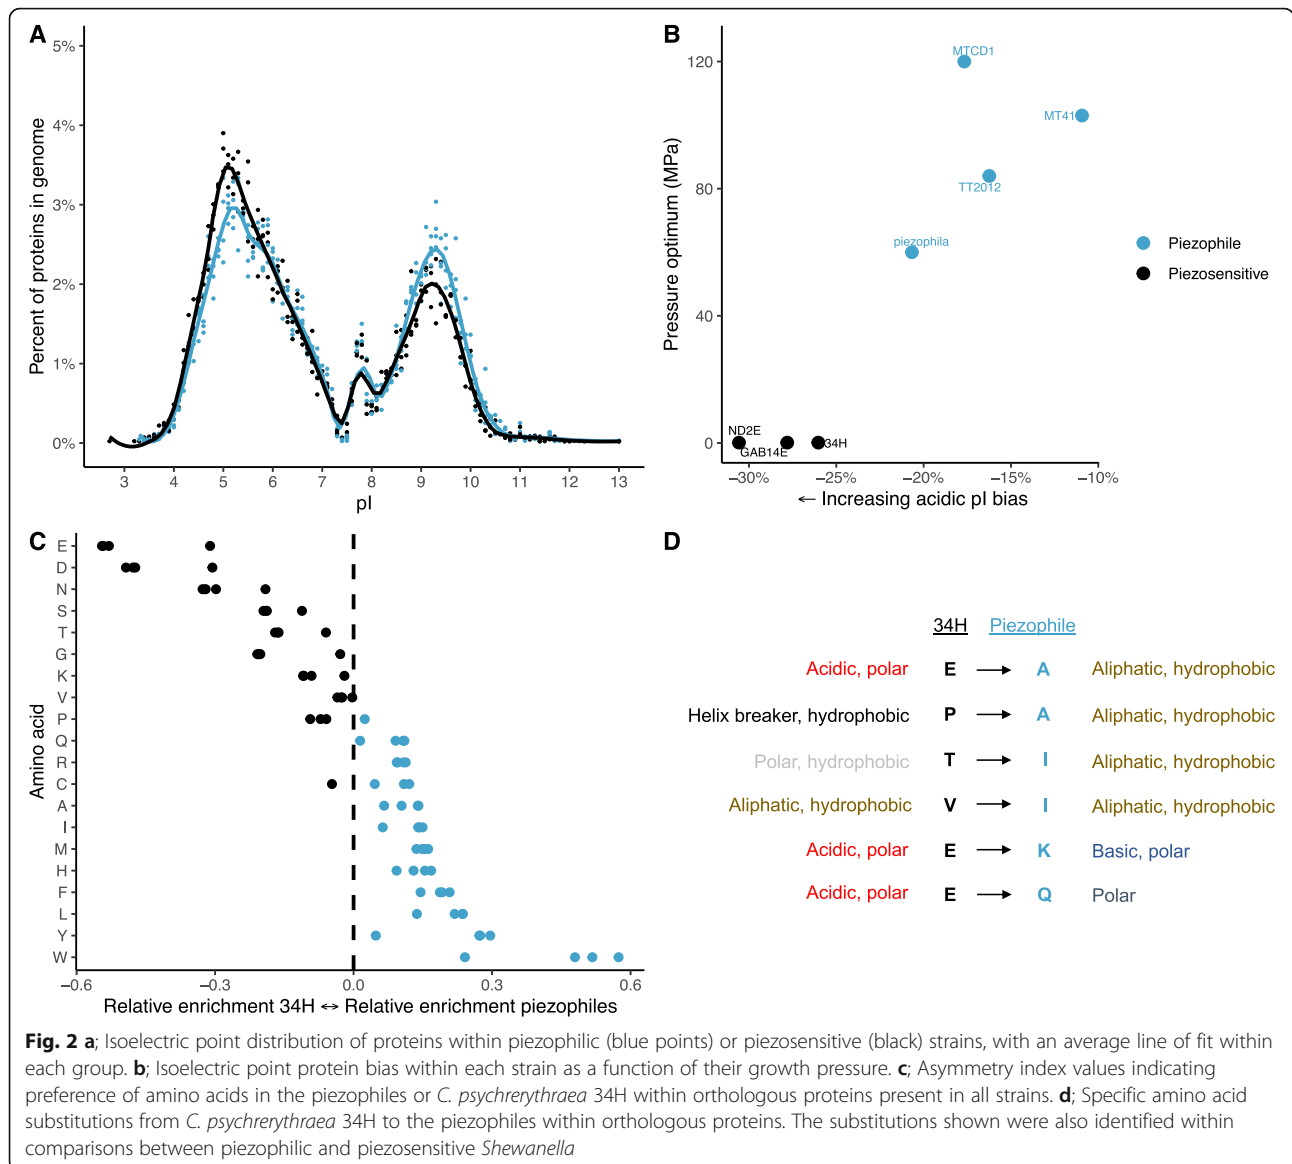 A
5%
4%
3%
2%
1%
0%
Percent of proteins in genome
3 4 5 6 7 8 9 10 11 12 13
pI
B
120
80
40
0
Pressure optimum (MPa)
MTCD1
MT41
TT2012
piezophila
ND2E
GAB14E
34H
−30% −25% −20% −15% −10%
← Increasing acidic pI bias
Piezophile
Piezosensitive
C
Amino acid
E
D
N
S
T
G
K
V
P
Q
R
C
A
I
M
H
F
L
Y
W
−0.6 −0.3 0.0 0.3 0.6
Relative enrichment 34H ↔ Relative enrichment piezophiles
D
34H Piezophile
Acidic, polar E → A Aliphatic, hydrophobic
Helix breaker, hydrophobic P → A Aliphatic, hydrophobic
Polar, hydrophobic T → I Aliphatic, hydrophobic
Aliphatic, hydrophobic V → I Aliphatic, hydrophobic
Acidic, polar E → K Basic, polar
Acidic, polar E → Q Polar
Fig. 2 a; Isoelectric point distribution of proteins within piezophilic (blue points) or piezosensitive (black) strains, with an average line of fit within
each group. b; Isoelectric point protein bias within each strain as a function of their growth pressure. c; Asymmetry index values indicating
preference of amino acids in the piezophiles or C. psychrerythraea 34H within orthologous proteins present in all strains. d; Specific amino acid
substitutions from C. psychrerythraea 34H to the piezophiles within orthologous proteins. The substitutions shown were also identified within
comparisons between piezophilic and piezosensitive Shewanella